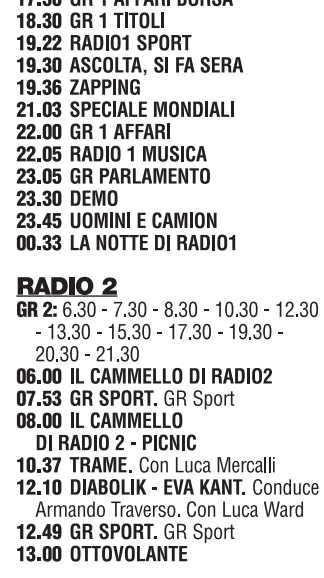 17.30 GR 1 AFFARI BORSA
18.30 GR 1 TITOLI
19.22 RADIO1 SPORT
19.30 ASCOLTA, SI FA SERA
19.36 ZAPPING
21.03 SPECIALE MONDIALI
22.00 GR 1 AFFARI
22.05 RADIO 1 MUSICA
23.05 GR PARLAMENTO
23.30 DEMO
23.45 UOMINI E CAMION
00.33 LA NOTTE DI RADIO1
RADIO 2
GR 2: 6.30 - 7.30 - 8.30 - 10.30 - 12.30
- 13.30 - 15.30 - 17.30 - 19.30 -
20.30 - 21.30
06.00 IL CAMMELLO DI RADIO2
07.53 GR SPORT. GR Sport
08.00 IL CAMMELLO
DI RADIO 2 - PICNIC
10.37 TRAME. Con Luca Mercalli
12.10 DIABOLIK - EVA KANT. Conduce
Armando Traverso. Con Luca Ward
12.49 GR SPORT. GR Sport
13.00 OTTOVOLANTE